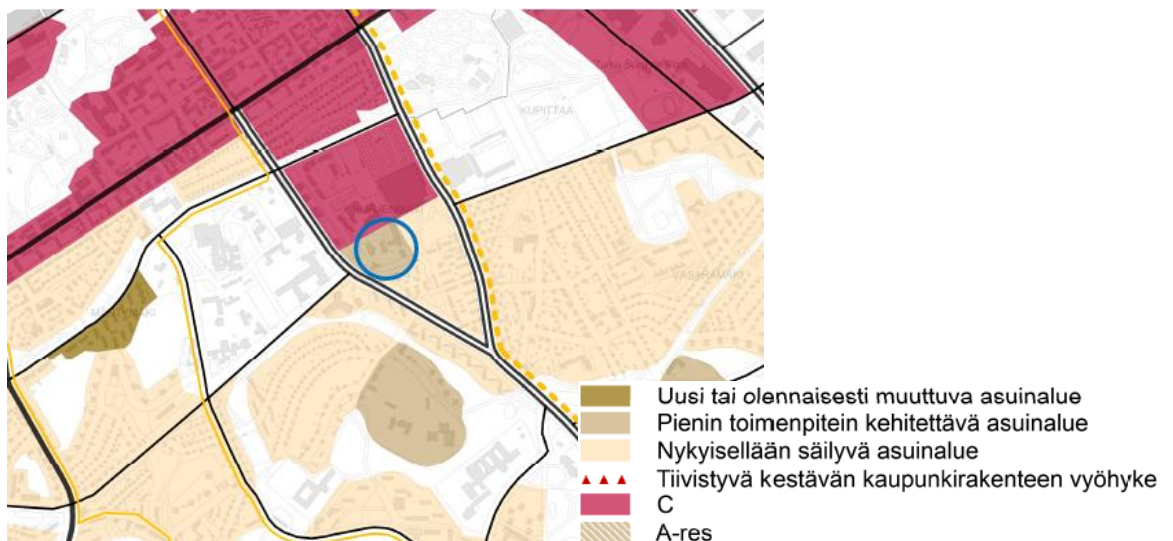 KUPITTAA
VASARAMÄKI
Uusi tai olennaisesti muuttuva asuinalue
Pienin toimenpitein kehitettävä asuinalue
Nykyisellään säilyvä asuinalue
Tiivistyvä kestävän kaupunkirakenteen vyöhyke
C
A-res